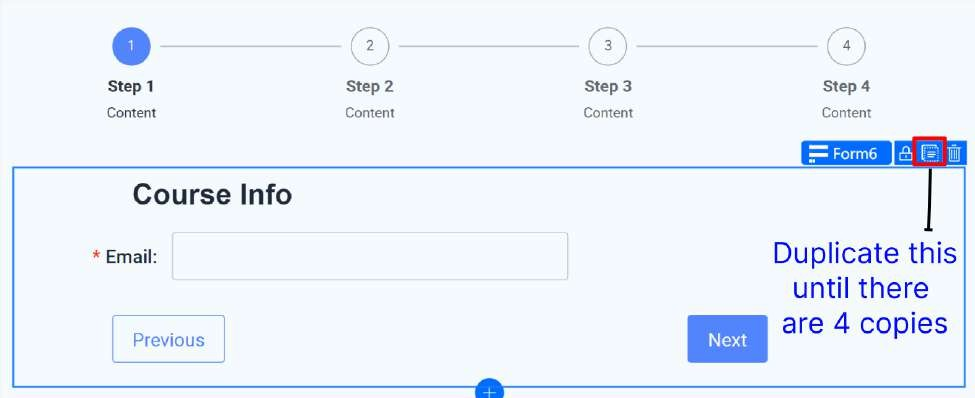 1 2 3 4
Step 1 Step 2 Step 3 Step 4
Content Content Content Content
Form6
Course Info
* Email:
Duplicate this
until there
are 4 copies
Previous Next